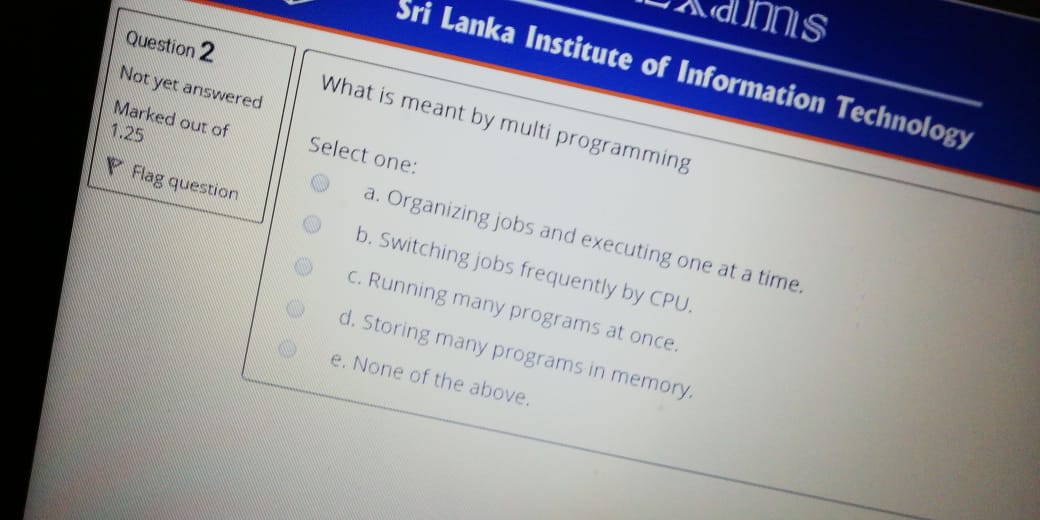 Exams
Sri Lanka Institute of Information Technology
Question 2
Not yet answered
Marked out of
1.25
Flag question
What is meant by multi programming
Select one:
a. Organizing jobs and executing one at a time.
b. Switching jobs frequently by CPU.
c. Running many programs at once.
d. Storing many programs in memory.
e. None of the above.